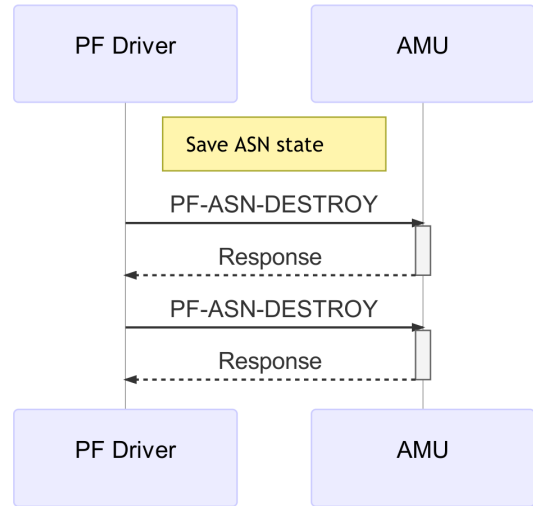 PF Driver
AMU
Save ASN state
PF-ASN-DESTROY
Response
PF-ASN-DESTROY
Response
PF Driver
AMU